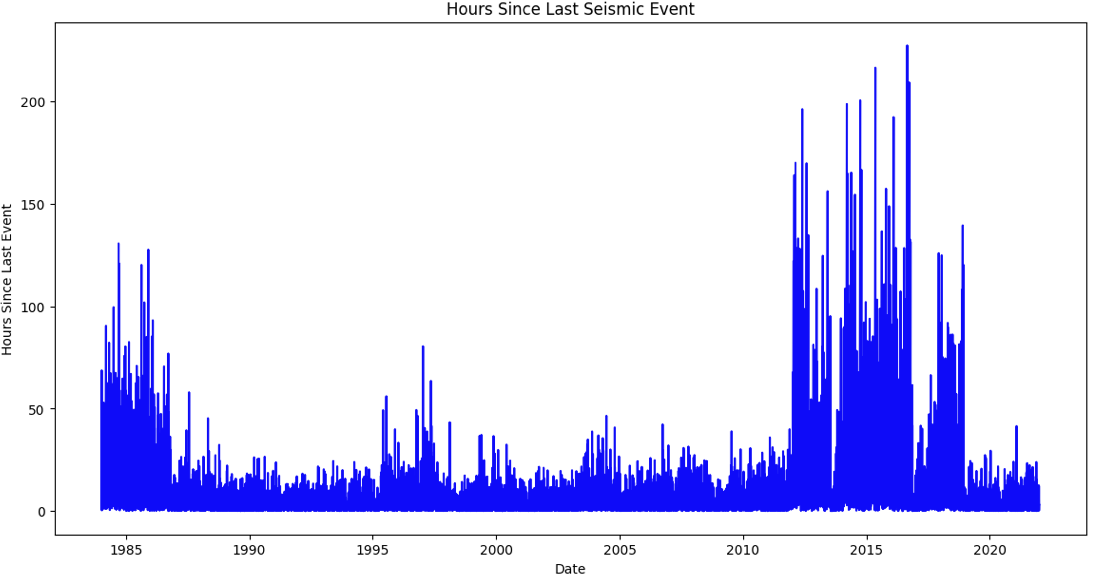 Hours Since Last Seismic Event
Hours Since Last Event
200
150
100
50
0
1985 1990 1995 2000 2005 2010 2015 2020
Date